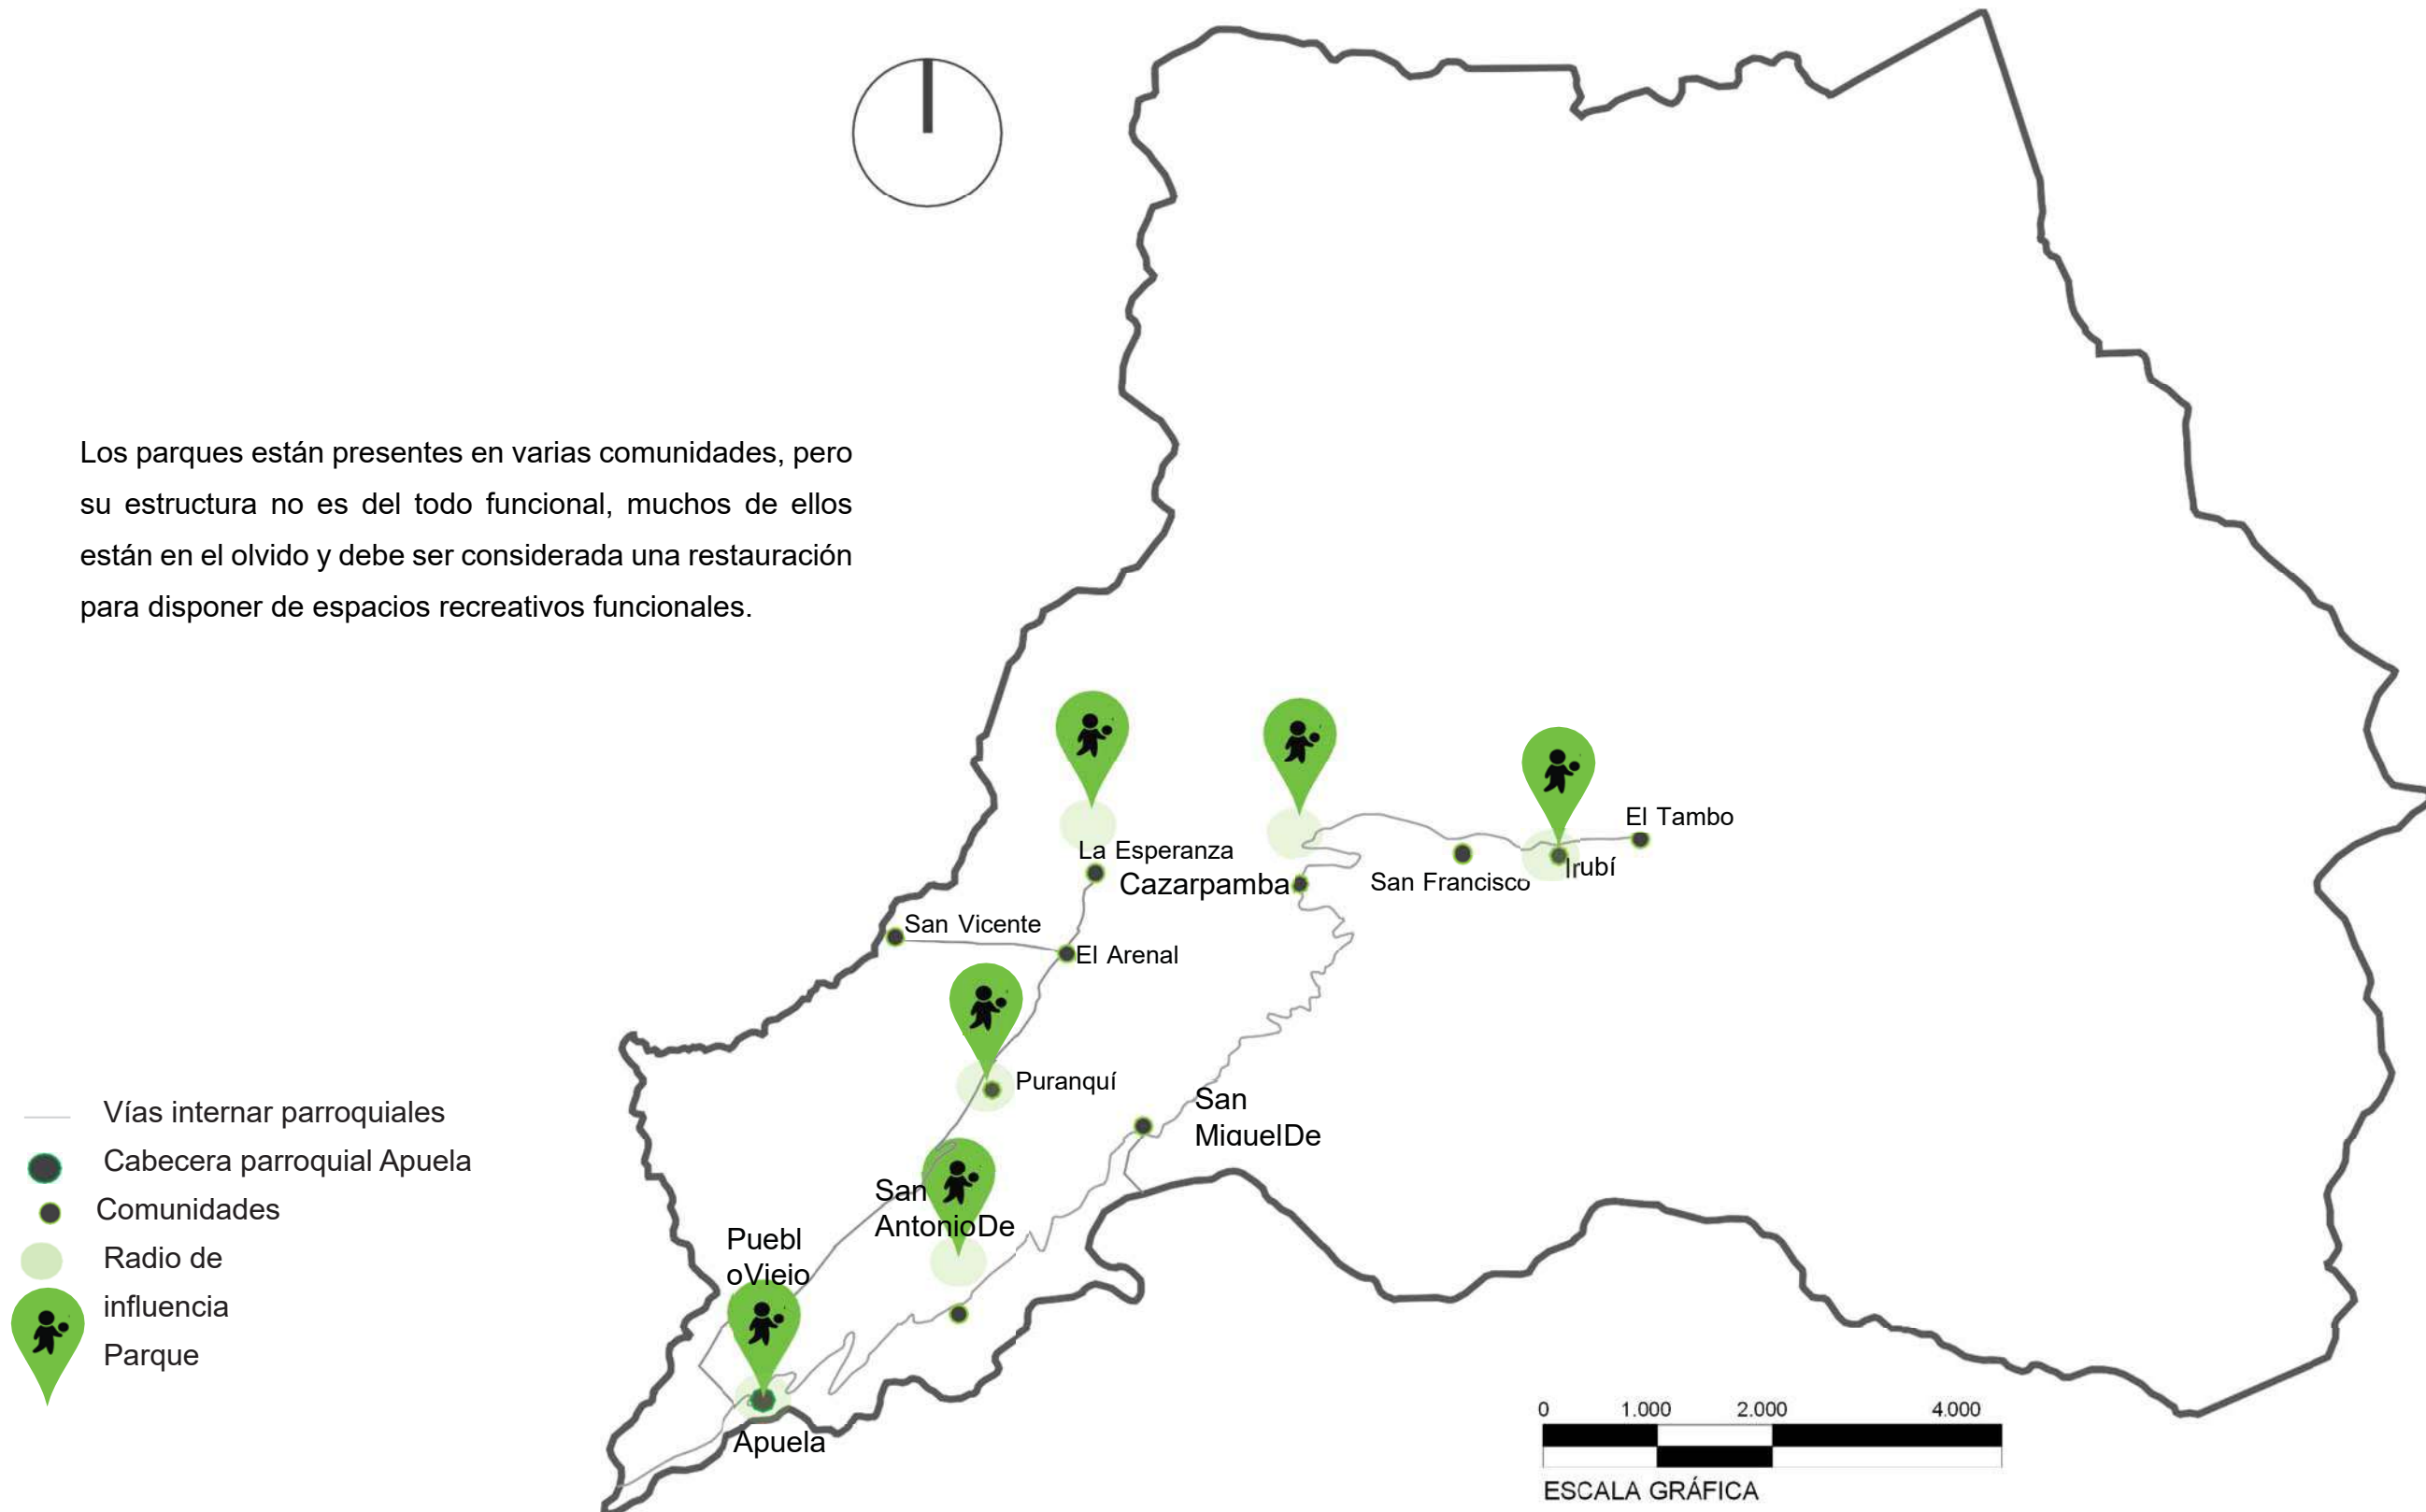 Los parques están presentes en varias comunidades, pero
su estructura no es del todo funcional, muchos de ellos
están en el olvido y debe ser considerada una restauración
para disponer de espacios recreativos funcionales.
El Tambo
La Esperanza
Cazarpamba
San Francisco
Irubí
San Vicente
El Arenal
Puranquí
San
MiguelDe
San
AntonioDe
Puebl
oViejo
Apuela
Vías internar parroquiales
Cabecera parroquial Apuela
Comunidades
Radio de
influencia
Parque
0 1.000 2.000 4.000
ESCALA GRÁFICA